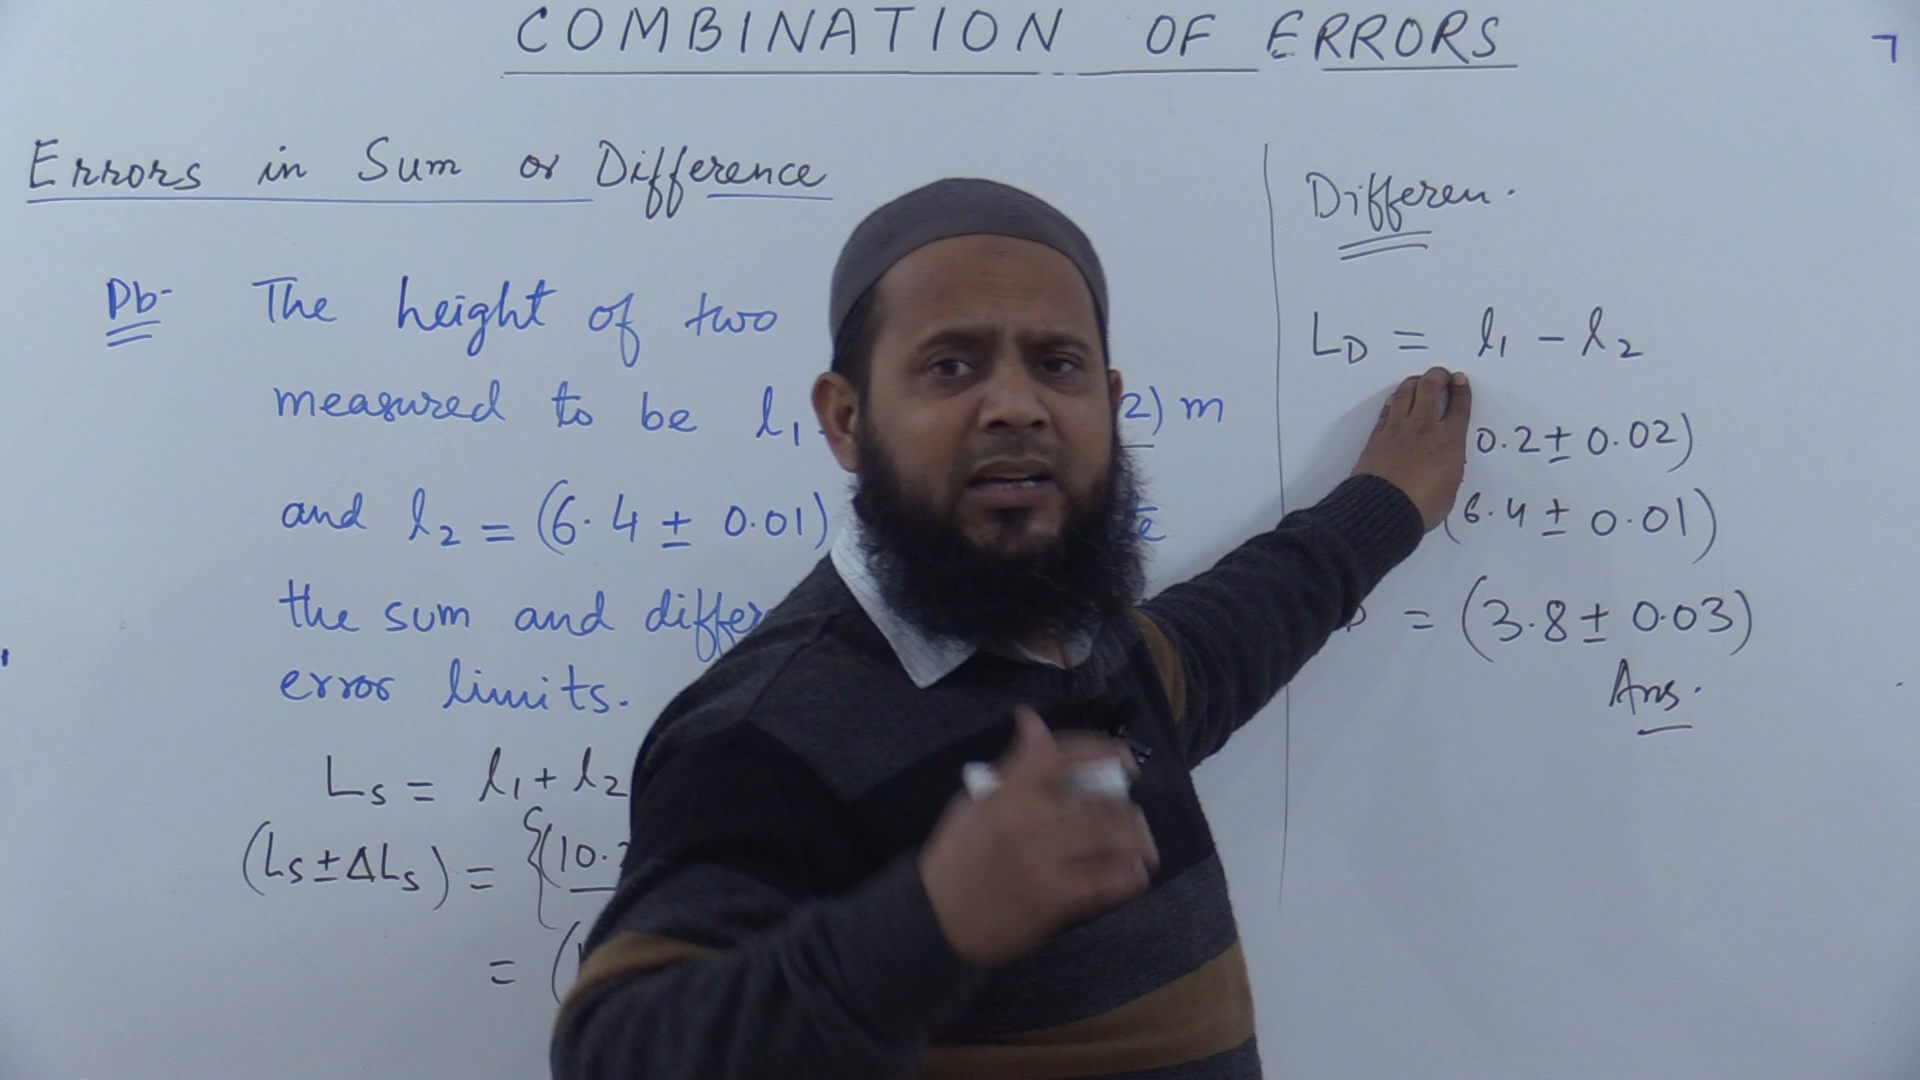 COMBINATION OF ERRORS
7
Errors in Sum or Difference
Pb- The height of two
measured to be l₁ 2) m
and l₂ = (6.4 ± 0.01)
the sum and differ
error limits.
Ls = l₁ + l₂
(Ls ± ΔLs) = {(10.
= (
Differen.
L_D = l₁ - l₂
0.2 ± 0.02)
(6.4 ± 0.01)
= (3.8 ± 0.03)
Ans.